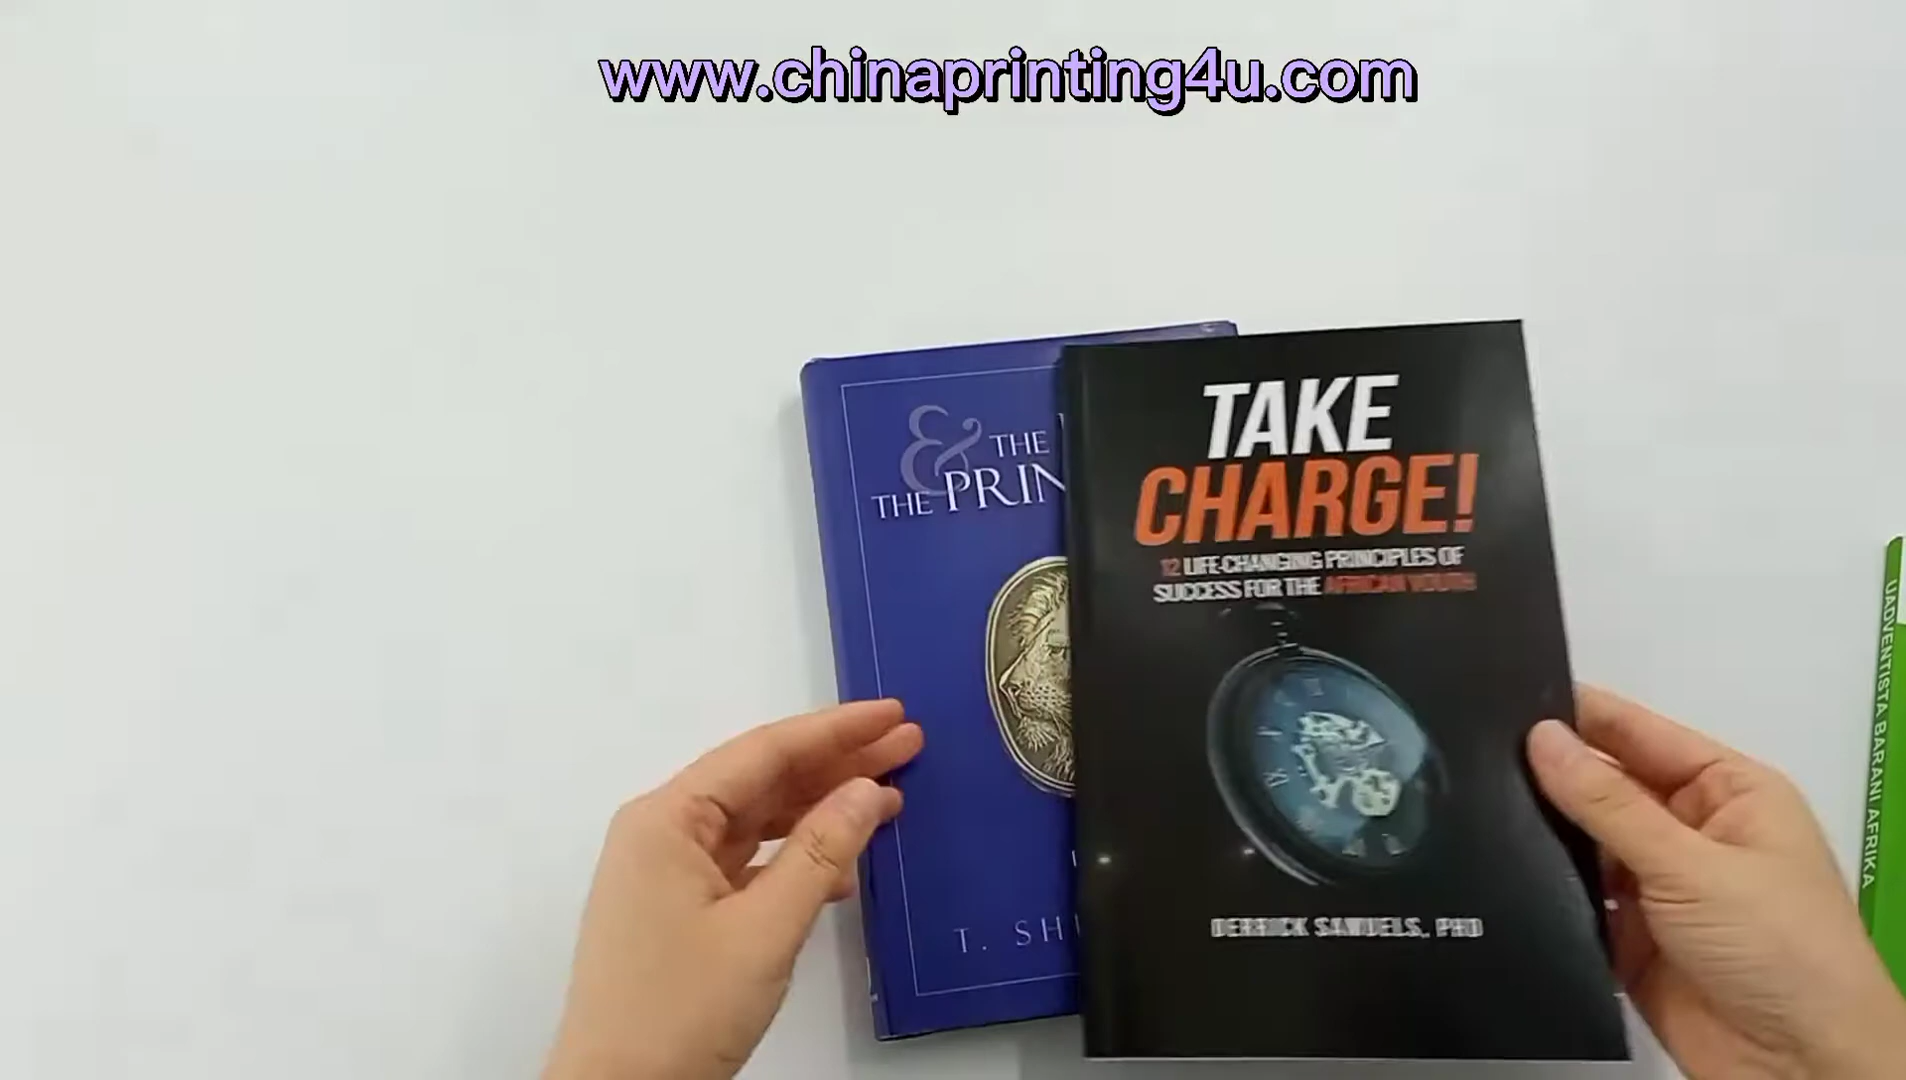 www.chinaprinting4u.com
& THE
THE PRIN
T. SH
TAKE
CHARGE!
12 LIFE-CHANGING PRINCIPLES OF
SUCCESS FOR THE AFRICAN YOUTH
DERRICK SAMUELS, PHD
UADVENTISTA BARANI AFRIKA